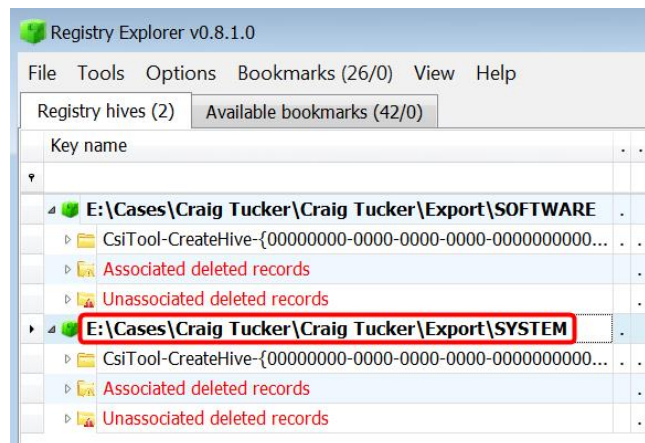 Registry Explorer v0.8.1.0
File Tools Options Bookmarks (26/0) View Help
Registry hives (2) Available bookmarks (42/0)
Key name . .
E:\Cases\Craig Tucker\Craig Tucker\Export\SOFTWARE .
CsiTool-CreateHive-{00000000-0000-0000-0000-0000000000... . .
Associated deleted records .
Unassociated deleted records .
E:\Cases\Craig Tucker\Craig Tucker\Export\SYSTEM .
CsiTool-CreateHive-{00000000-0000-0000-0000-0000000000... . .
Associated deleted records .
Unassociated deleted records .